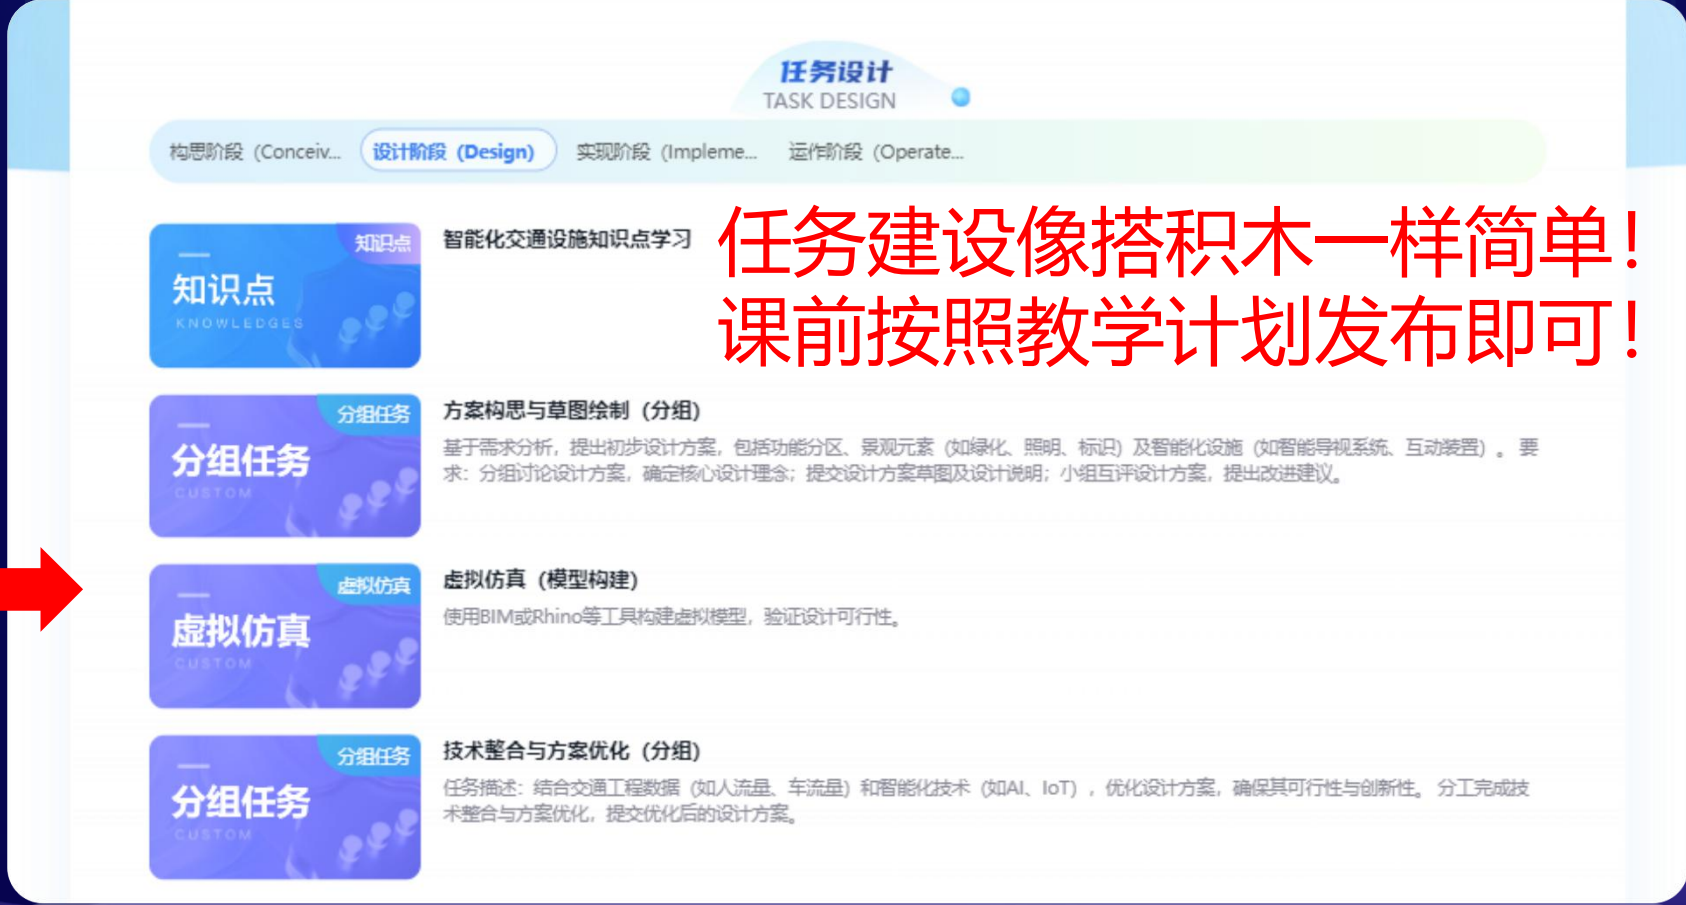 任务设计
TASK DESIGN
构思阶段（Conceiv...
设计阶段（Design）
实现阶段（Impleme...
运作阶段（Operate...
任务建设像搭积木一样简单！
课前按照教学计划发布即可！
知识点
知识点
KNOWLEDGES
智能化交通设施知识点学习
分组任务
分组任务
CUSTOM
方案构思与草图绘制（分组）
基于需求分析，提出初步设计方案，包括功能分区、景观元素（如绿化、照明、标识）及智能化设施（如智能导视系统、互动装置）。 要
求：分组讨论设计方案，确定核心设计理念；提交设计方案草图及设计说明；小组互评设计方案，提出改进建议。
虚拟仿真
虚拟仿真
CUSTOM
虚拟仿真（模型构建）
使用BIM或Rhino等工具构建虚拟模型，验证设计可行性。
分组任务
分组任务
CUSTOM
技术整合与方案优化（分组）
任务描述：结合交通工程数据（如人流量、车流量）和智能化技术（如AI、IoT），优化设计方案，确保其可行性与创新性。 分工完成技
术整合与方案优化，提交优化后的设计方案。